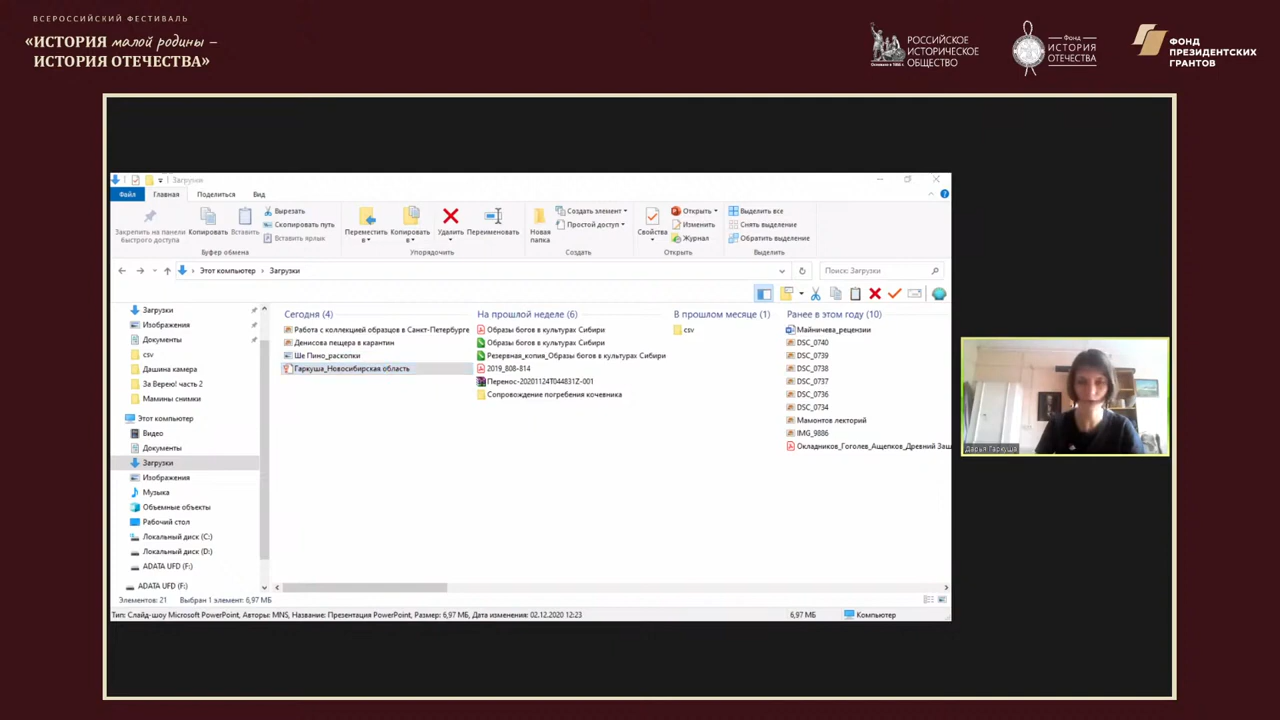 ВСЕРОССИЙСКИЙ ФЕСТИВАЛЬ
«ИСТОРИЯ малой родины –
ИСТОРИЯ ОТЕЧЕСТВА»
РОССИЙСКОЕ
ИСТОРИЧЕСКОЕ
ОБЩЕСТВО
Фонд
ИСТОРИЯ
ОТЕЧЕСТВА
ФОНД
ПРЕЗИДЕНТСКИХ
ГРАНТОВ
Загрузки
Файл Главная Поделиться Вид
Закрепить на панели
быстрого доступа
Копировать
Вставить
Вырезать
Скопировать путь
Вставить ярлык
Буфер обмена
Переместить
в
Копировать
в
Удалить
Переименовать
Упорядочить
Новая
папка
Создать элемент
Простой доступ
Создать
Свойства
Открыть
Изменить
Журнал
Открыть
Выделить все
Снять выделение
Обратить выделение
Выделить
Этот компьютер › Загрузки
Поиск: Загрузки
Загрузки
Изображения
Документы
csv
Дашина камера
За Верею! часть 2
Мамины снимки
Этот компьютер
Видео
Документы
Загрузки
Изображения
Музыка
Объемные объекты
Рабочий стол
Локальный диск (C:)
Локальный диск (D:)
ADATA UFD (F:)
ADATA UFD (F:)
Сегодня (4)
Работа с коллекцией образцов в Санкт-Петербурге
Денисова пещера в карантин
Ше Пино_раскопки
Гаркуша_Новосибирская область
На прошлой неделе (6)
Образы богов в культурах Сибири
Образы богов в культурах Сибири
Резервная_копия_Образы богов в культурах Сибири
2019_808-814
Перенос-20201124T044831Z-001
Сопровождение погребения кочевника
В прошлом месяце (1)
csv
Ранее в этом году (10)
Майничева_рецензии
DSC_0740
DSC_0739
DSC_0738
DSC_0737
DSC_0736
DSC_0734
Мамонтов лекторий
IMG_9886
Окладников_Гоголев_Ащепков_Древний Заш
Элементов: 21 Выбран 1 элемент: 6,97 МБ
Тип: Слайд-шоу Microsoft PowerPoint, Авторы: MNS, Название: Презентация PowerPoint, Размер: 6,97 МБ, Дата изменения: 02.12.2020 12:23
6,97 МБ
Компьютер
Дарья Гаркуша